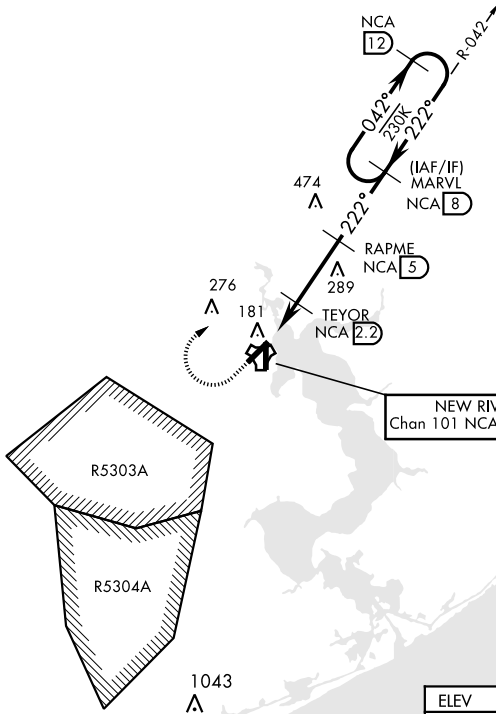 NCA
12
R-042
042°
230K
222°
(IAF/IF)
MARVL
NCA 8
474
222°
RAPME
NCA 5
289
276
181
TEYOR
NCA 2.2
NEW RIV
Chan 101 NCA
R5303A
R5304A
1043
ELEV